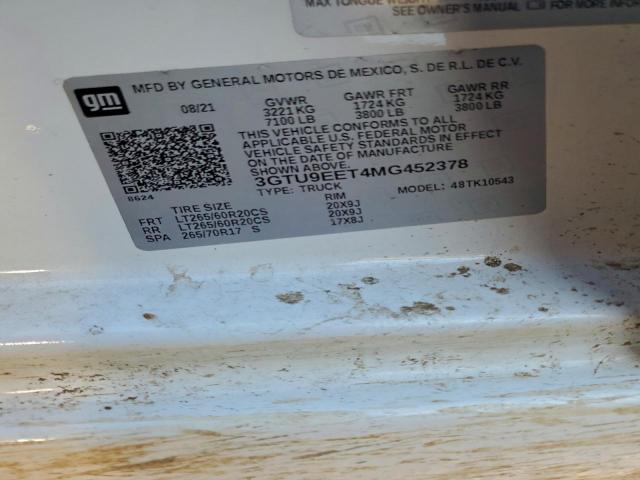 MAX TONGUE WEIGHT
SEE OWNER'S MANUAL FOR MORE INFOR
gm
MFD BY GENERAL MOTORS DE MEXICO, S. DE R.L. DE C.V.
08/21 GVWR GAWR FRT GAWR RR
3221 KG 1724 KG 1724 KG
7100 LB 3800 LB 3800 LB
THIS VEHICLE CONFORMS TO ALL
APPLICABLE U.S. FEDERAL MOTOR
VEHICLE SAFETY STANDARDS IN EFFECT
ON THE DATE OF MANUFACTURE
SHOWN ABOVE.
3GTU9EET4MG452378
8624 TYPE: TRUCK MODEL: 48TK10543
TIRE SIZE RIM
FRT LT265/60R20CS 20X9J
RR LT265/60R20CS 20X9J
SPA 265/70R17 S 17X8J